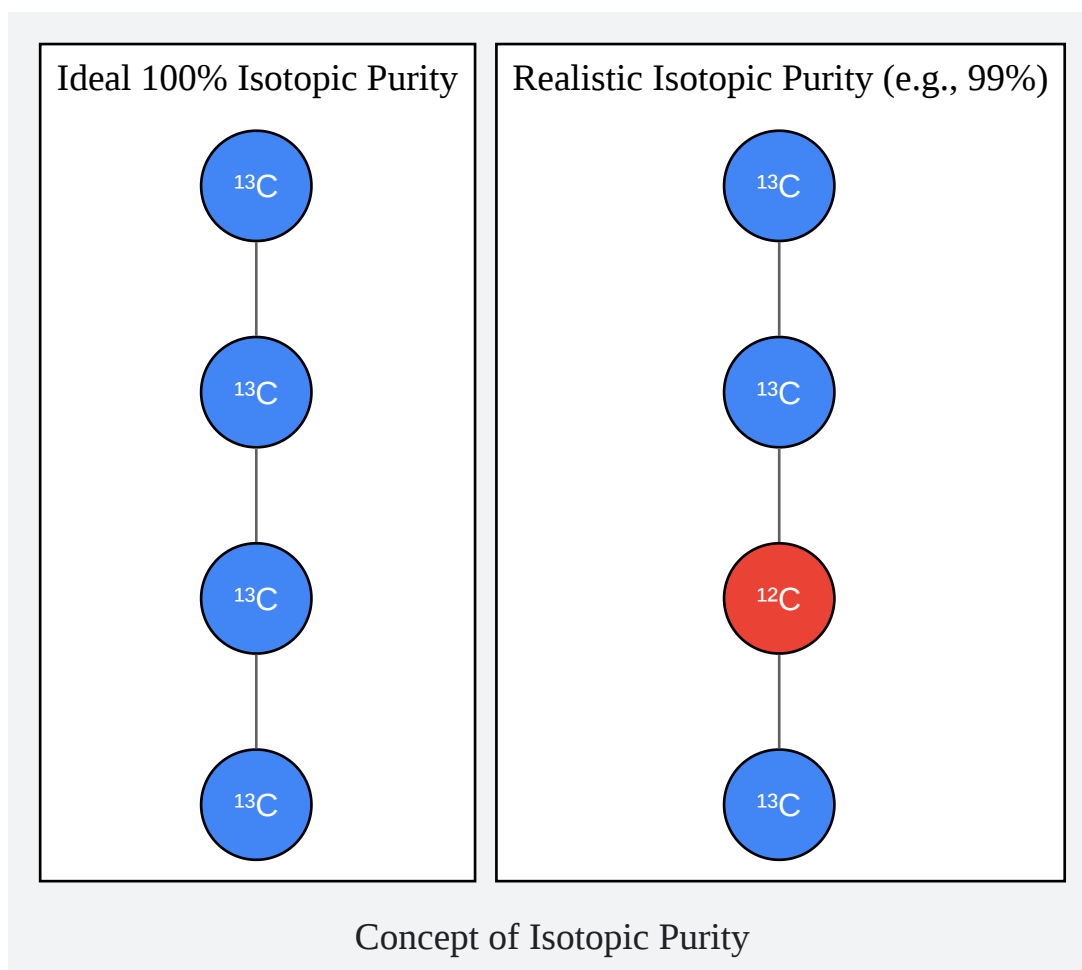 Ideal 100% Isotopic Purity
¹³C
¹³C
¹³C
¹³C
Realistic Isotopic Purity (e.g., 99%)
¹³C
¹³C
¹²C
¹³C
Concept of Isotopic Purity